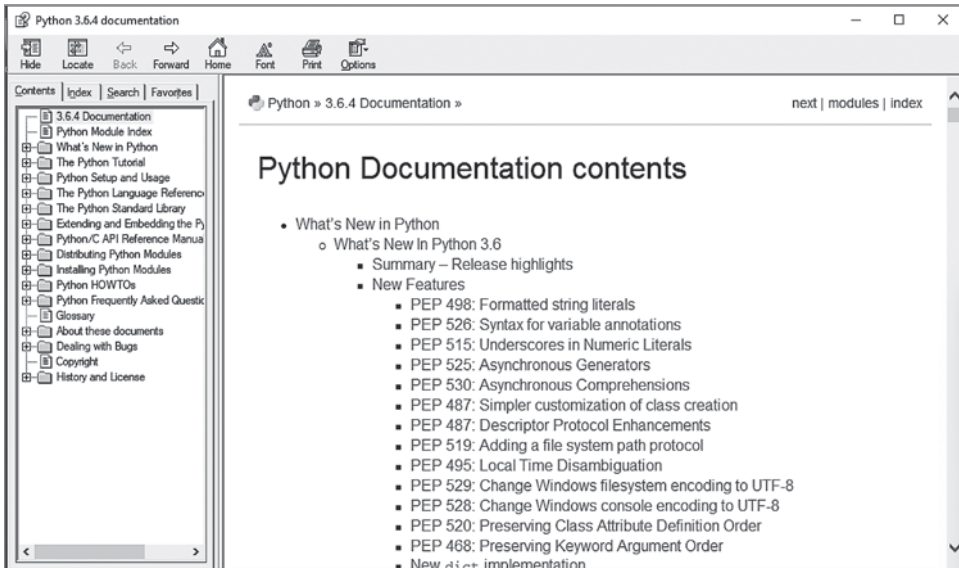 Python 3.6.4 documentation
Hide Locate Back Forward Home Font Print Options
Contents Index Search Favorites
3.6.4 Documentation
Python Module Index
What's New in Python
The Python Tutorial
Python Setup and Usage
The Python Language Reference
The Python Standard Library
Extending and Embedding the Py
Python/C API Reference Manua
Distributing Python Modules
Installing Python Modules
Python HOWTOs
Python Frequently Asked Questic
Glossary
About these documents
Dealing with Bugs
Copyright
History and License
Python » 3.6.4 Documentation » next | modules | index
Python Documentation contents
• What's New in Python
o What's New In Python 3.6
▪ Summary – Release highlights
▪ New Features
▪ PEP 498: Formatted string literals
▪ PEP 526: Syntax for variable annotations
▪ PEP 515: Underscores in Numeric Literals
▪ PEP 525: Asynchronous Generators
▪ PEP 530: Asynchronous Comprehensions
▪ PEP 487: Simpler customization of class creation
▪ PEP 487: Descriptor Protocol Enhancements
▪ PEP 519: Adding a file system path protocol
▪ PEP 495: Local Time Disambiguation
▪ PEP 529: Change Windows filesystem encoding to UTF-8
▪ PEP 528: Change Windows console encoding to UTF-8
▪ PEP 520: Preserving Class Attribute Definition Order
▪ PEP 468: Preserving Keyword Argument Order
▪ New dict implementation